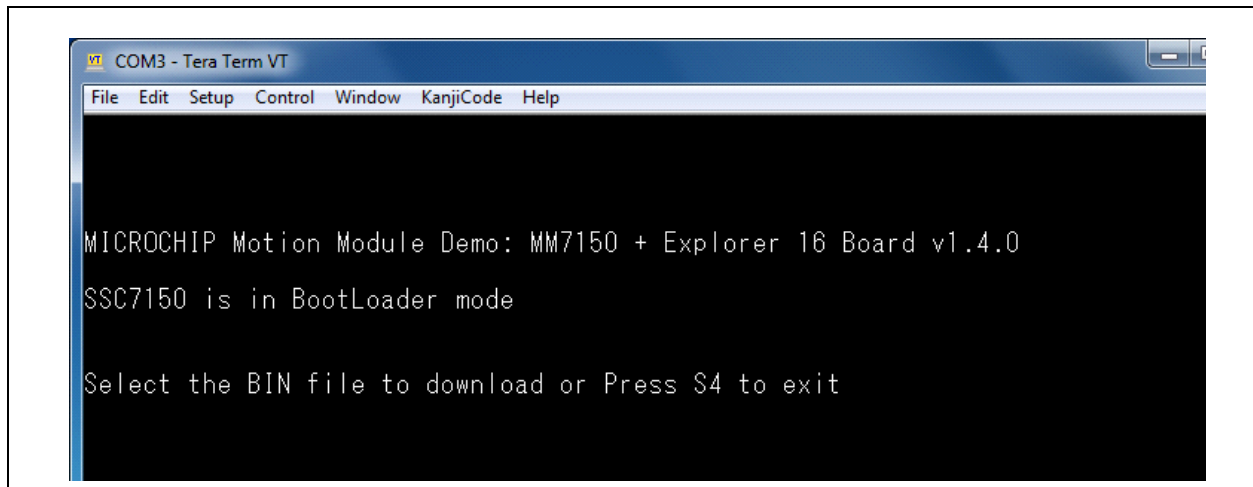 COM3 - Tera Term VT
File Edit Setup Control Window KanjiCode Help
MICROCHIP Motion Module Demo: MM7150 + Explorer 16 Board v1.4.0
SSC7150 is in BootLoader mode
Select the BIN file to download or Press S4 to exit